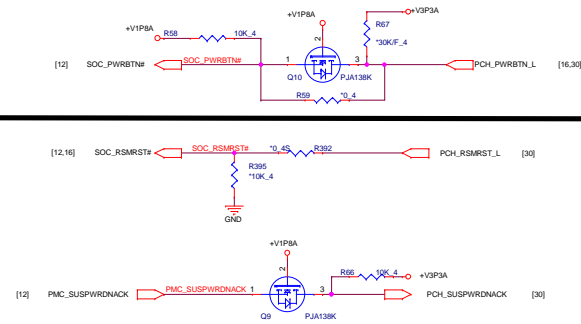 +V1P8A
+V3P3A
R58
10K_4
+V1P8A
R67
*30K/F_4
2
[12]
SOC_PWRBTN#
SOC_PWRBTN#
1
3
PCH_PWRBTN_L
[16,30]
Q10
PJA138K
R59
*0_4
[12,16]
SOC_RSMRST#
SOC_RSMRST#
*0_4S
R392
PCH_RSMRST_L
[30]
R395
*10K_4
GND
+V1P8A
2
R66
10K_4
+V3P3A
[12]
PMC_SUSPWRDNACK
PMC_SUSPWRDNACK
1
3
PCH_SUSPWRDNACK
[30]
Q9
PJA138K